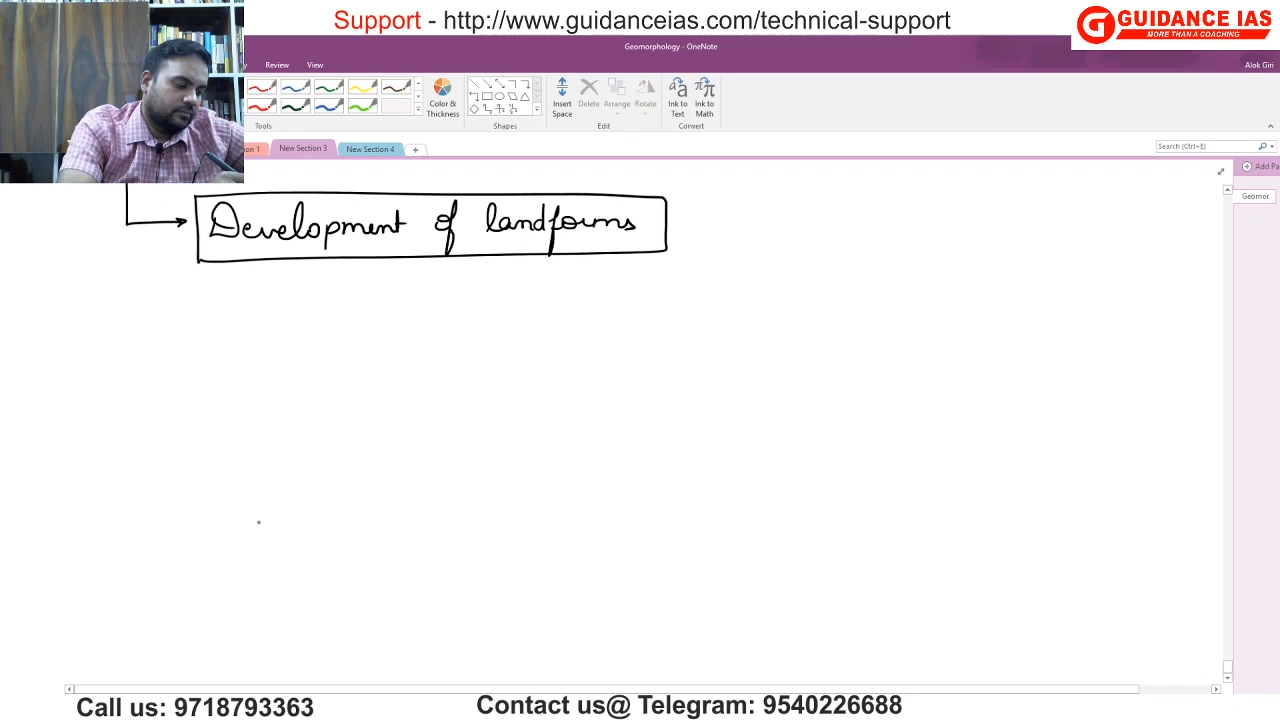 Support - http://www.guidanceias.com/technical-support
GUIDANCE IAS
MORE THAN A COACHING
Geomorphology - OneNote
Review View
Alok Giri
Color & Thickness
Insert Space
Delete
Arrange
Rotate
Ink to Text
Ink to Math
Tools
Shapes
Edit
Convert
New Section 3
New Section 4
Search (Ctrl+E)
Add Pa
Geomor
Development of landforms
Call us: 9718793363
Contact us@ Telegram: 9540226688